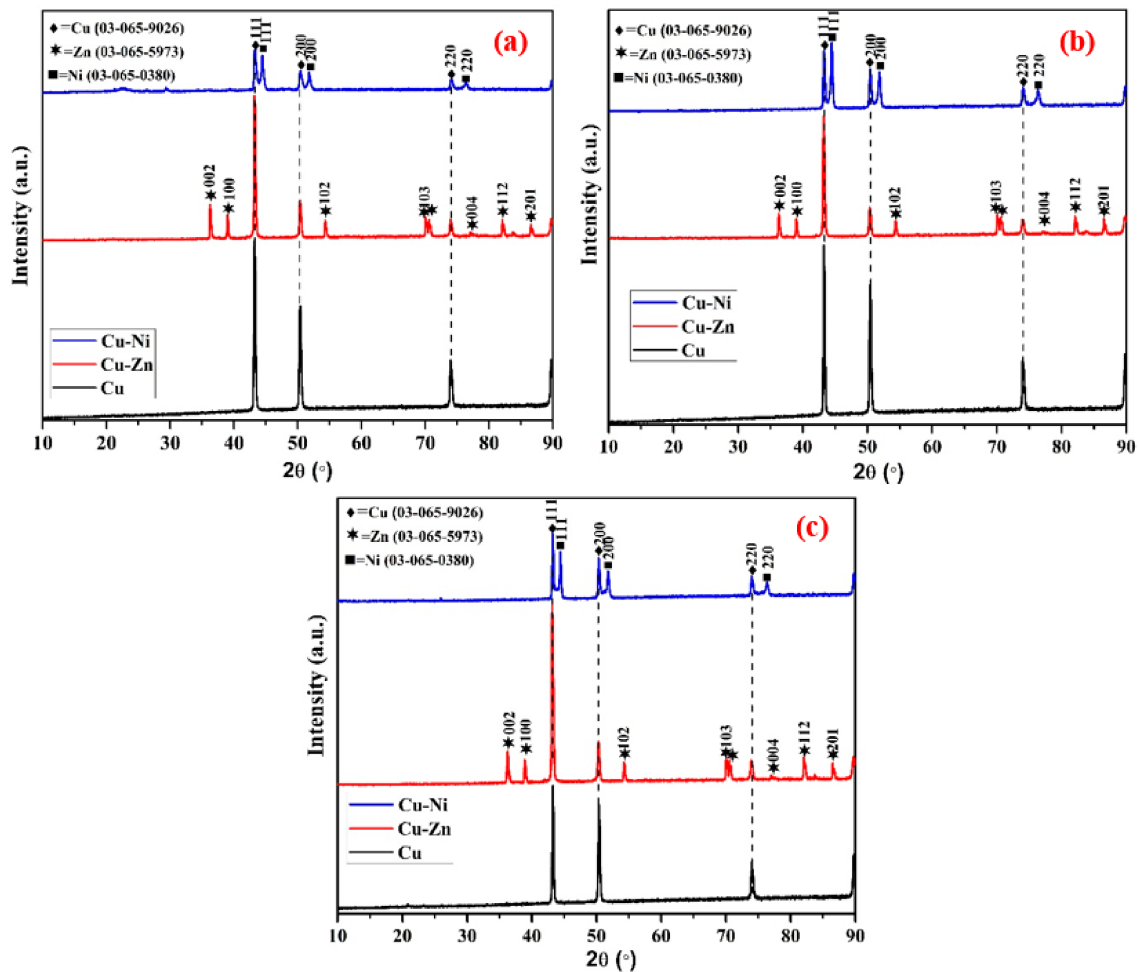 ◆=Cu (03-065-9026)
✶=Zn (03-065-5973)
■=Ni (03-065-0380)
(a)
111
111
200
200
220
220
002
100
102
103
004
112
201
Cu-Ni
Cu-Zn
Cu
Intensity (a.u.)
10 20 30 40 50 60 70 80 90
2θ (°)
◆=Cu (03-065-9026)
✶=Zn (03-065-5973)
■=Ni (03-065-0380)
(b)
111
111
200
200
220
220
002
100
102
103
004
112
201
Cu-Ni
Cu-Zn
Cu
Intensity (a.u.)
10 20 30 40 50 60 70 80 90
2θ (°)
◆=Cu (03-065-9026)
✶=Zn (03-065-5973)
■=Ni (03-065-0380)
(c)
111
111
200
200
220
220
002
100
102
103
004
112
201
Cu-Ni
Cu-Zn
Cu
Intensity (a.u.)
10 20 30 40 50 60 70 80 90
2θ (°)